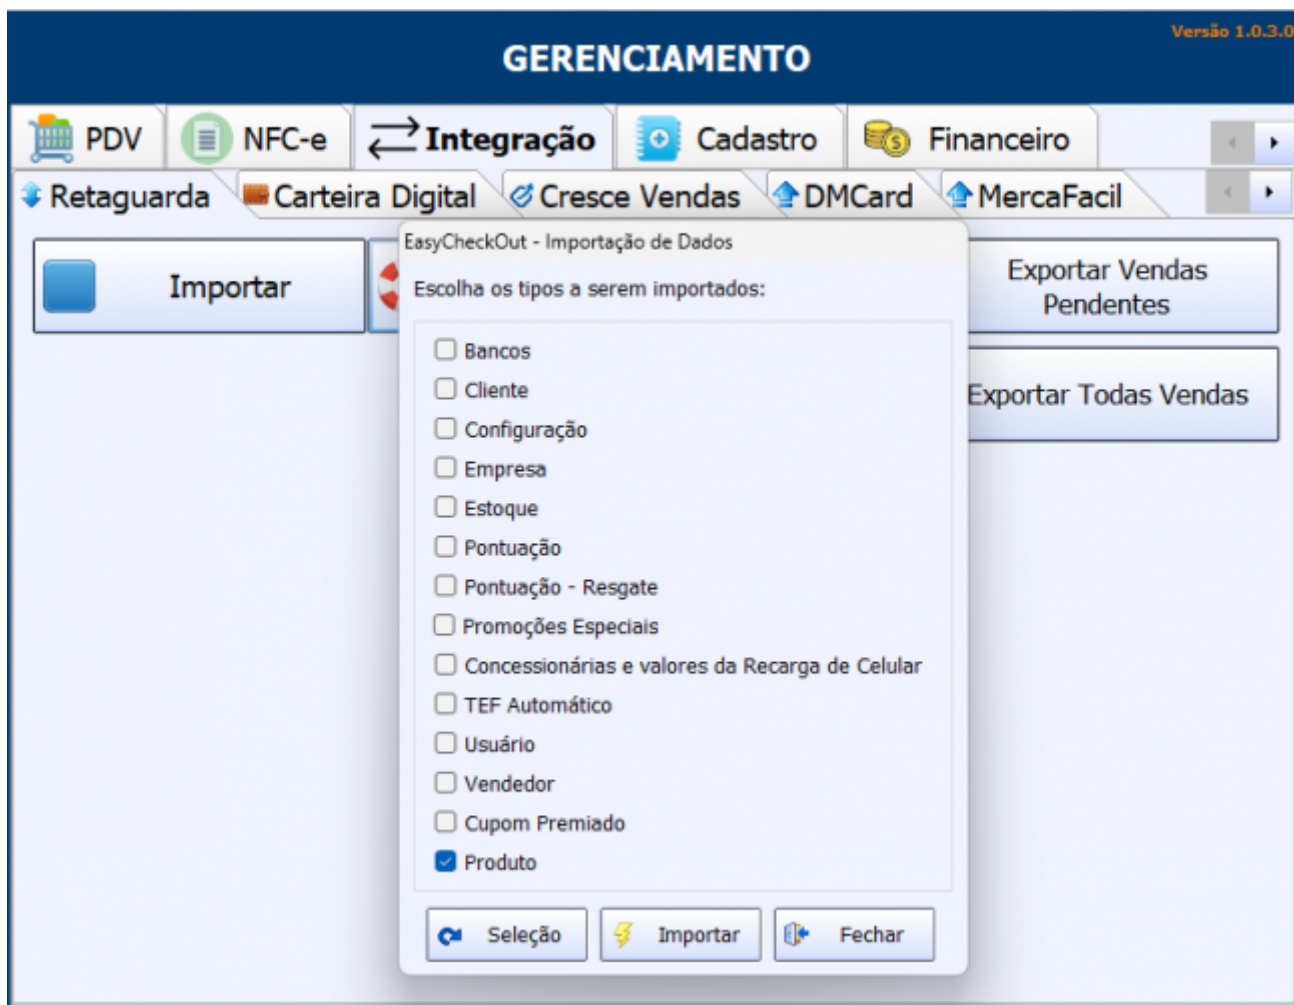 Versão 1.0.3.0
GERENCIAMENTO
PDV NFC-e Integração Cadastro Financeiro
Retaguarda Carteira Digital Cresce Vendas DMCard MercaFacil
EasyCheckOut - Importação de Dados
Importar
Escolha os tipos a serem importados:
Exportar Vendas
Pendentes
Exportar Todas Vendas
Bancos
Cliente
Configuração
Empresa
Estoque
Pontuação
Pontuação - Resgate
Promoções Especiais
Concessionárias e valores da Recarga de Celular
TEF Automático
Usuário
Vendedor
Cupom Premiado
Produto
Seleção Importar Fechar